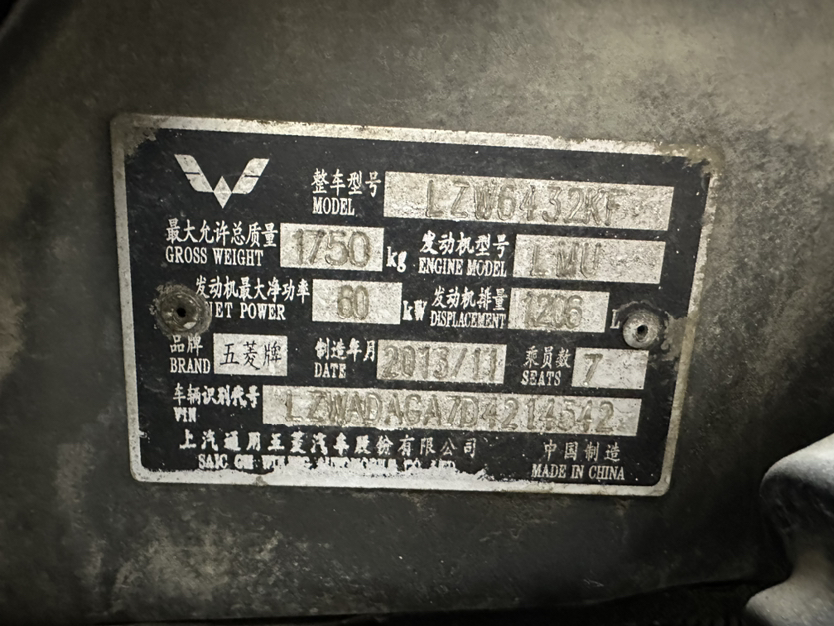 整车型号 LZW6432KF
MODEL
最大允许总质量 1750 kg 发动机型号 LMU
GROSS WEIGHT ENGINE MODEL
发动机最大净功率 60 kW 发动机排量 1206 L
NET POWER DISPLACEMENT
品牌 五菱牌 制造年月 2013/11 乘员数 7
BRAND DATE SEATS
车辆识别代号 LZWADAGA7D4214542
VIN
上汽通用五菱汽车股份有限公司 中国制造
SAIC GM MADE IN CHINA